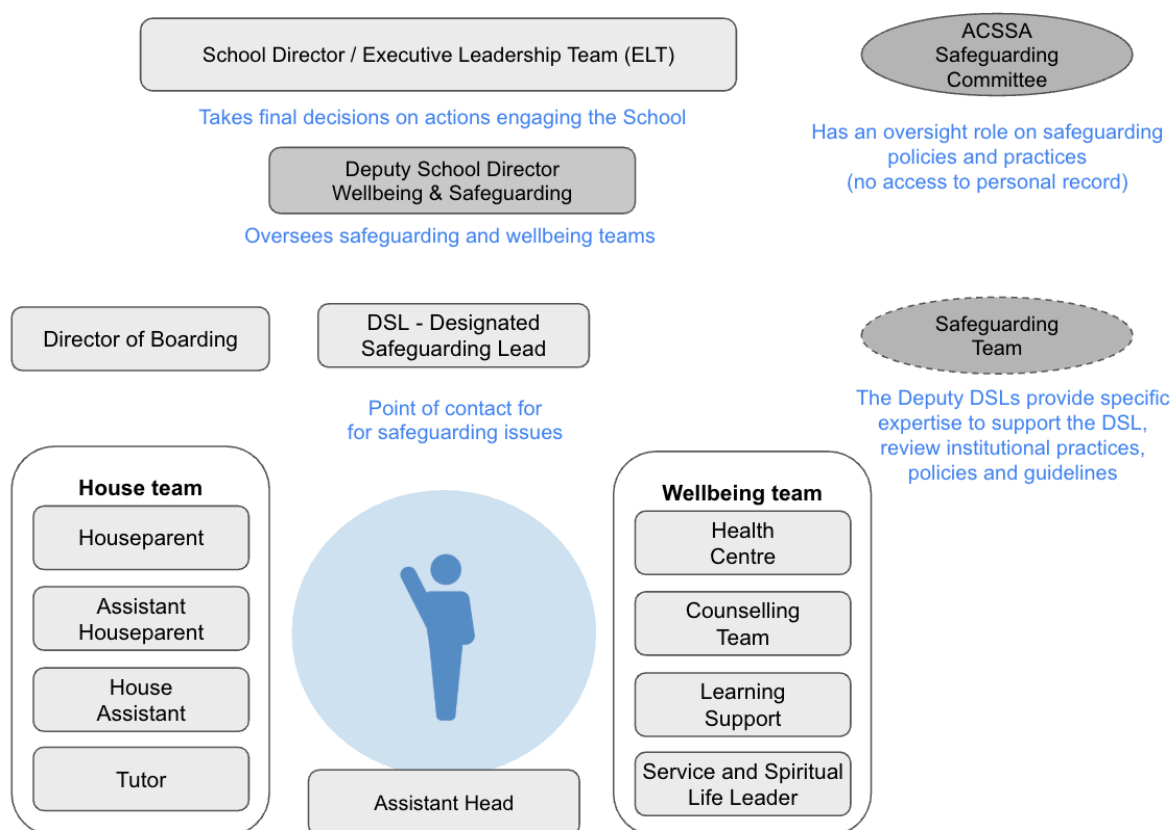 School Director / Executive Leadership Team (ELT)
Takes final decisions on actions engaging the School
ACSSA
Safeguarding
Committee
Has an oversight role on safeguarding
policies and practices
(no access to personal record)
Deputy School Director
Wellbeing & Safeguarding
Oversees safeguarding and wellbeing teams
Director of Boarding
DSL - Designated
Safeguarding Lead
Point of contact for
for safeguarding issues
Safeguarding
Team
The Deputy DSLs provide specific
expertise to support the DSL,
review institutional practices,
policies and guidelines
House team
Houseparent
Assistant
Houseparent
House
Assistant
Tutor
Assistant Head
Wellbeing team
Health
Centre
Counselling
Team
Learning
Support
Service and Spiritual
Life Leader